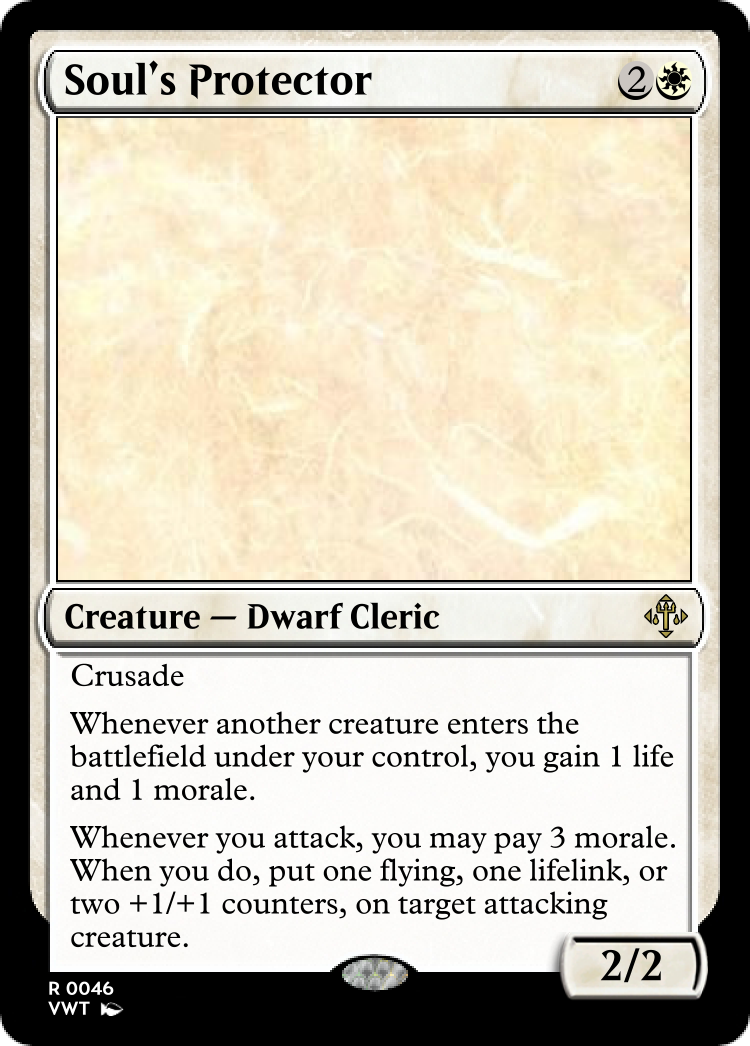 Soul's Protector 2
Creature — Dwarf Cleric
Crusade
Whenever another creature enters the
battlefield under your control, you gain 1 life
and 1 morale.
Whenever you attack, you may pay 3 morale.
When you do, put one flying, one lifelink, or
two +1/+1 counters, on target attacking
creature.
2/2
R 0046
VWT